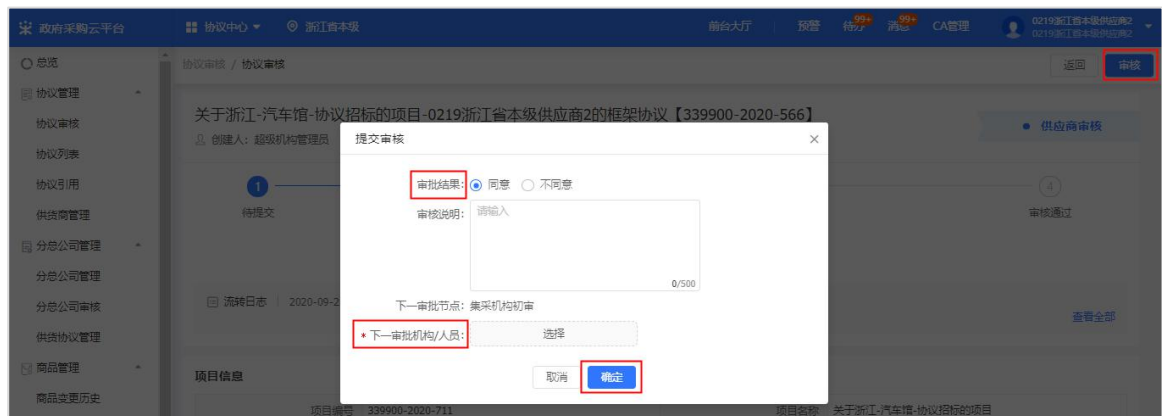 政府采购云平台
协议中心
浙江省本级
前台大厅
预警
待办
99+
消息
99+
CA管理
0219浙江省本级供应商2
0219浙江省本级供应商2
总览
协议审核 / 协议审核
返回
审核
协议管理
协议审核
协议列表
协议引用
供货商管理
分总公司管理
分总公司管理
分总公司审核
供货协议管理
商品管理
商品变更历史
关于浙江-汽车馆-协议招标的项目-0219浙江省本级供应商2的框架协议【339900-2020-566】
创建人：超级机构管理员
供应商审核
1
待提交
4
审核通过
流转日志
2020-09-2
查看全部
提交审核
×
审批结果:
同意
不同意
审核说明:
请输入
0/500
下一审批节点: 集采机构初审
* 下一审批机构/人员:
选择
取消
确定
项目信息
项目编号 339900-2020-711
项目名称 关于浙江-汽车馆-协议招标的项目